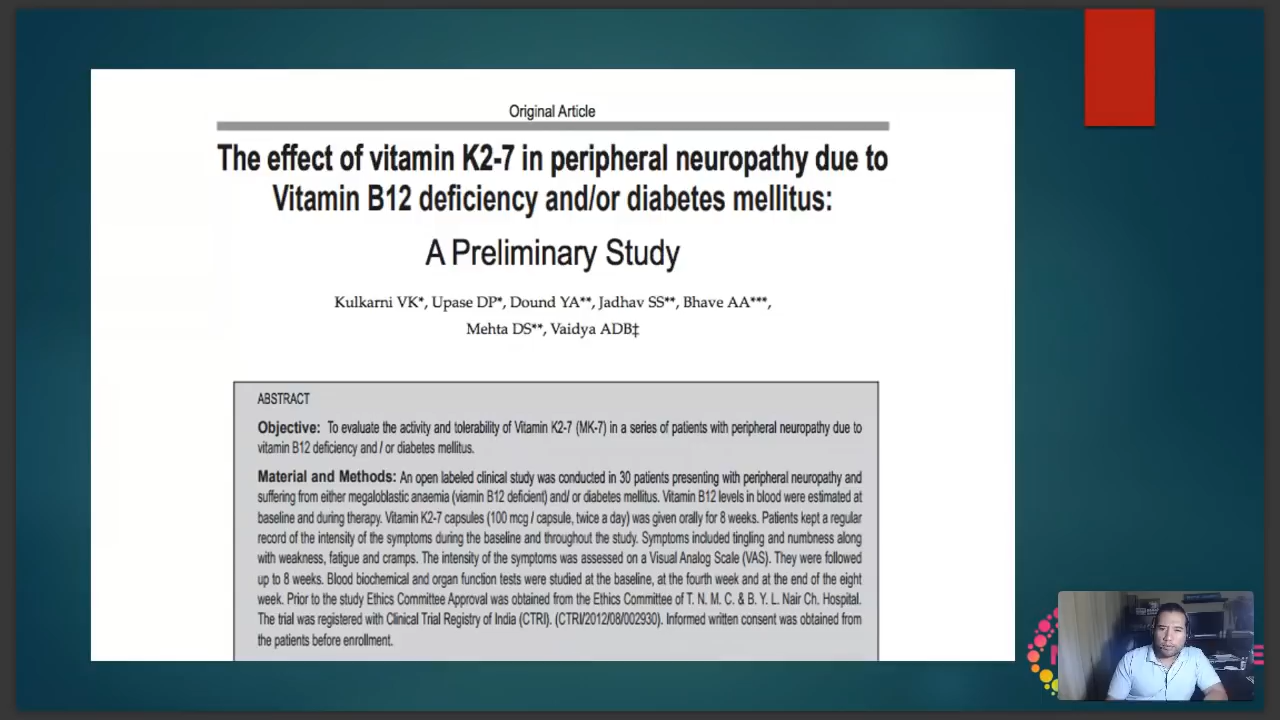 Original Article
The effect of vitamin K2-7 in peripheral neuropathy due to
Vitamin B12 deficiency and/or diabetes mellitus:
A Preliminary Study
Kulkarni VK*, Upase DP*, Dound YA**, Jadhav SS**, Bhave AA***,
Mehta DS**, Vaidya ADB‡
ABSTRACT
Objective: To evaluate the activity and tolerability of Vitamin K2-7 (MK-7) in a series of patients with peripheral neuropathy due to
vitamin B12 deficiency and / or diabetes mellitus.
Material and Methods: An open labeled clinical study was conducted in 30 patients presenting with peripheral neuropathy and
suffering from either megaloblastic anaemia (viamin B12 deficient) and/ or diabetes mellitus. Vitamin B12 levels in blood were estimated at
baseline and during therapy. Vitamin K2-7 capsules (100 mcg / capsule, twice a day) was given orally for 8 weeks. Patients kept a regular
record of the intensity of the symptoms during the baseline and throughout the study. Symptoms included tingling and numbness along
with weakness, fatigue and cramps. The intensity of the symptoms was assessed on a Visual Analog Scale (VAS). They were followed
up to 8 weeks. Blood biochemical and organ function tests were studied at the baseline, at the fourth week and at the end of the eight
week. Prior to the study Ethics Committee Approval was obtained from the Ethics Committee of T. N. M. C. & B. Y. L. Nair Ch. Hospital.
The trial was registered with Clinical Trial Registry of India (CTRI). (CTRI/2012/08/002930). Informed written consent was obtained from
the patients before enrollment.